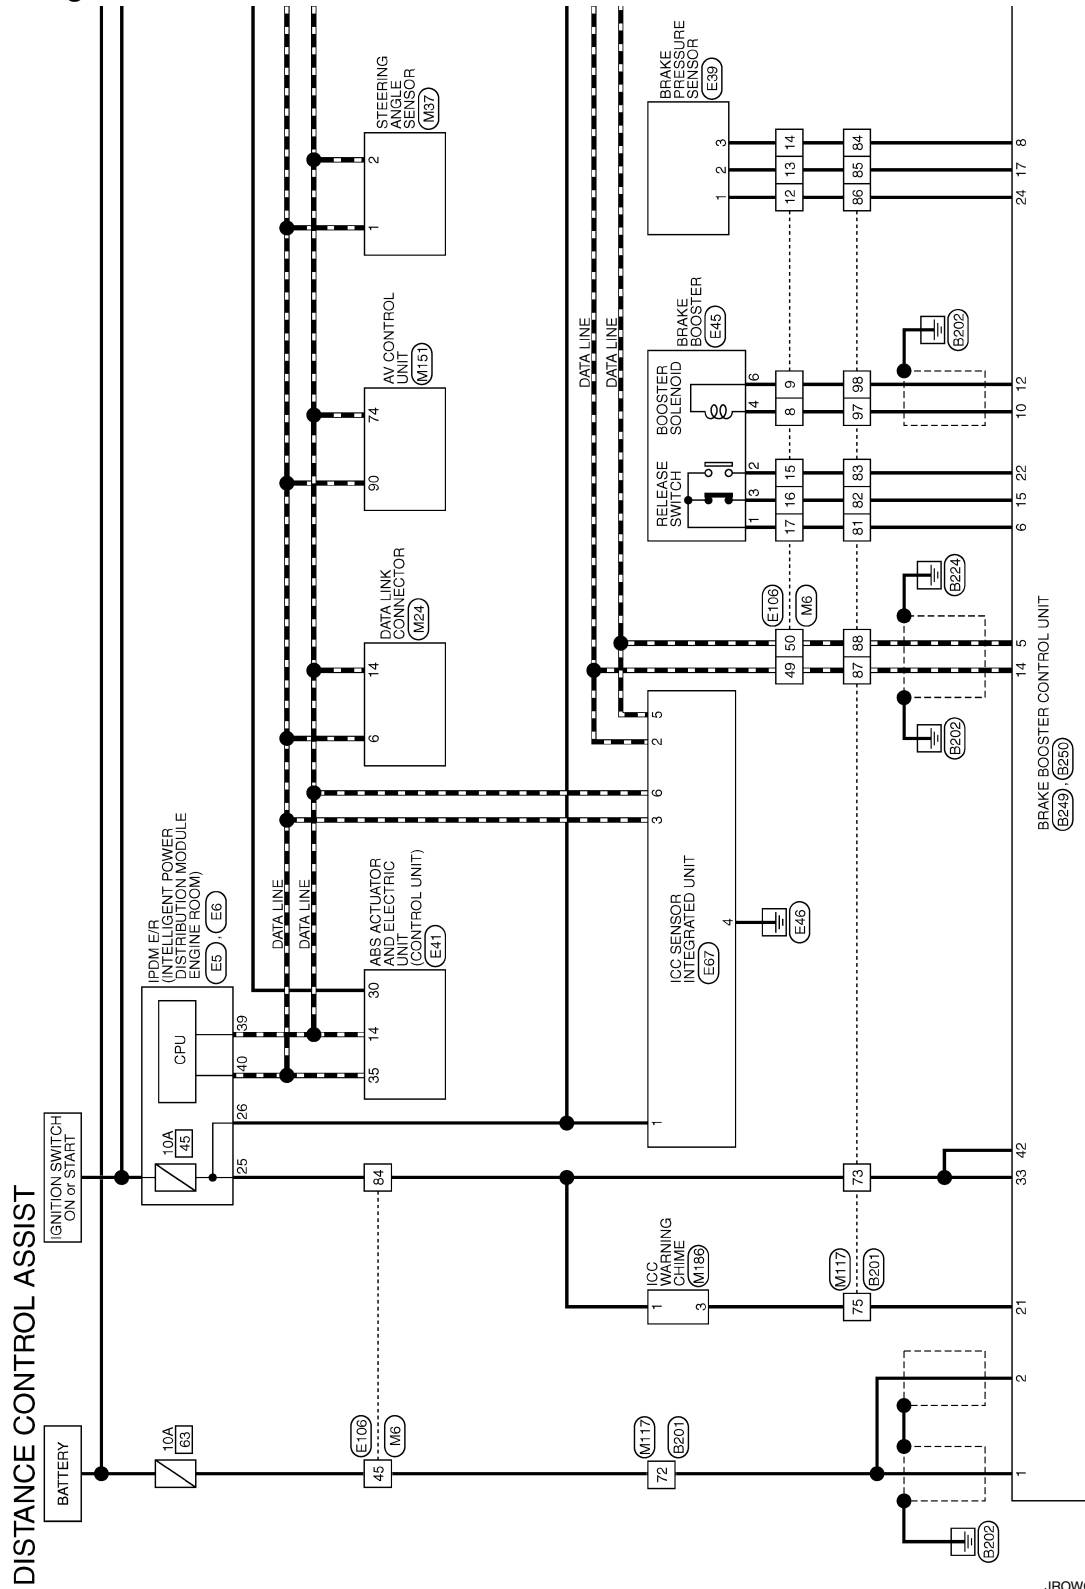 DISTANCE CONTROL ASSIST
BATTERY
IGNITION SWITCH
ON or START
10A
63
10A
45
CPU
IPDM E/R
(INTELLIGENT POWER
DISTRIBUTION MODULE
ENGINE ROOM)
E5 , E6
25
26
40
39
DATA LINE
DATA LINE
E106
M6
45
84
35
14
30
ABS ACTUATOR
AND ELECTRIC
UNIT
(CONTROL UNIT)
E41
6
14
DATA LINK
CONNECTOR
M24
90
74
AV CONTROL
UNIT
M151
1
2
STEERING
ANGLE
SENSOR
M37
DATA LINE
DATA LINE
M117
B201
72
1
3
ICC
WARNING
CHIME
M186
1
3
6
2
5
4
ICC SENSOR
INTEGRATED UNIT
E67
E46
RELEASE
SWITCH
BOOSTER
SOLENOID
1
3
2
4
6
BRAKE
BOOSTER
E45
1
2
3
BRAKE
PRESSURE
SENSOR
E39
49
50
E106
M6
17
16
15
8
9
12
13
14
M117
B201
75
73
87
88
81
82
83
97
98
86
85
84
B202
B202
B224
B202
1
2
21
33
42
14
5
6
15
22
10
12
24
17
8
BRAKE BOOSTER CONTROL UNIT
B249 , B250